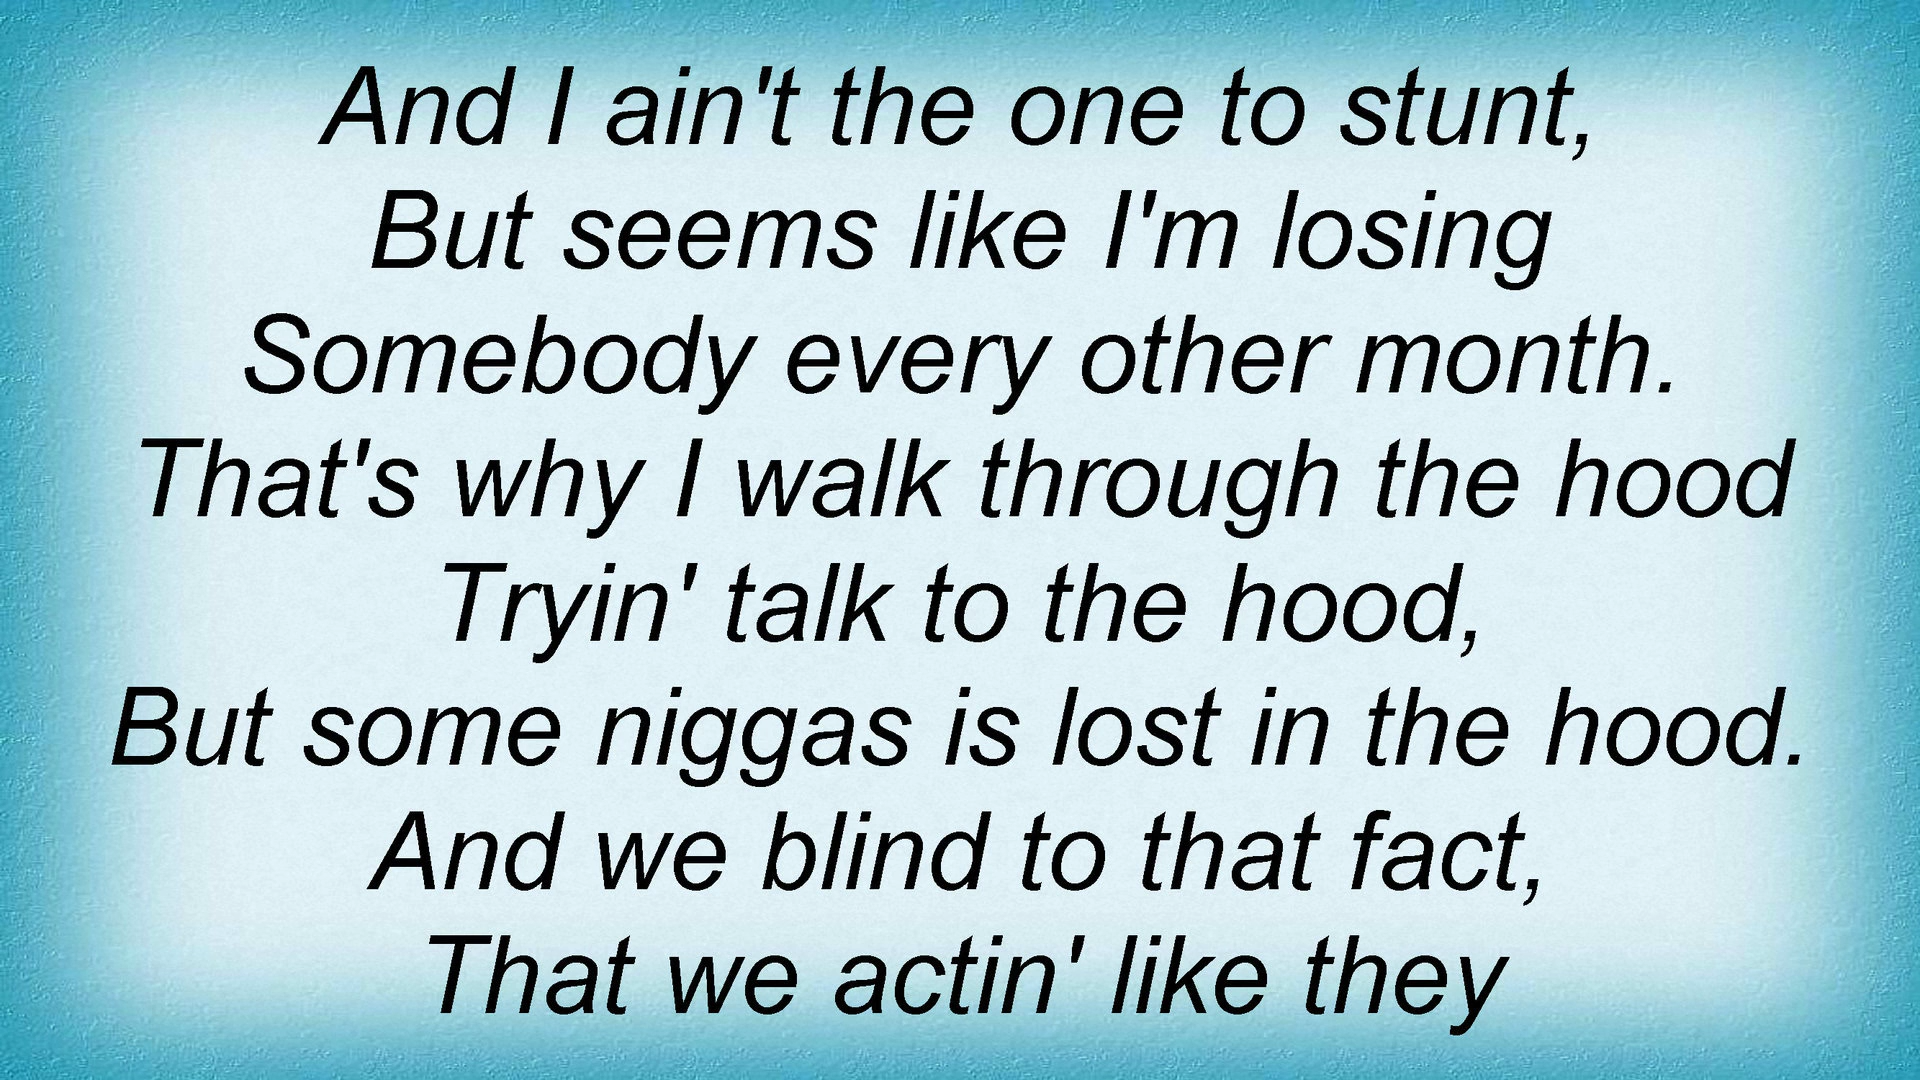 And I ain't the one to stunt,
But seems like I'm losing
Somebody every other month.
That's why I walk through the hood
Tryin' talk to the hood,
But some niggas is lost in the hood.
And we blind to that fact,
That we actin' like they